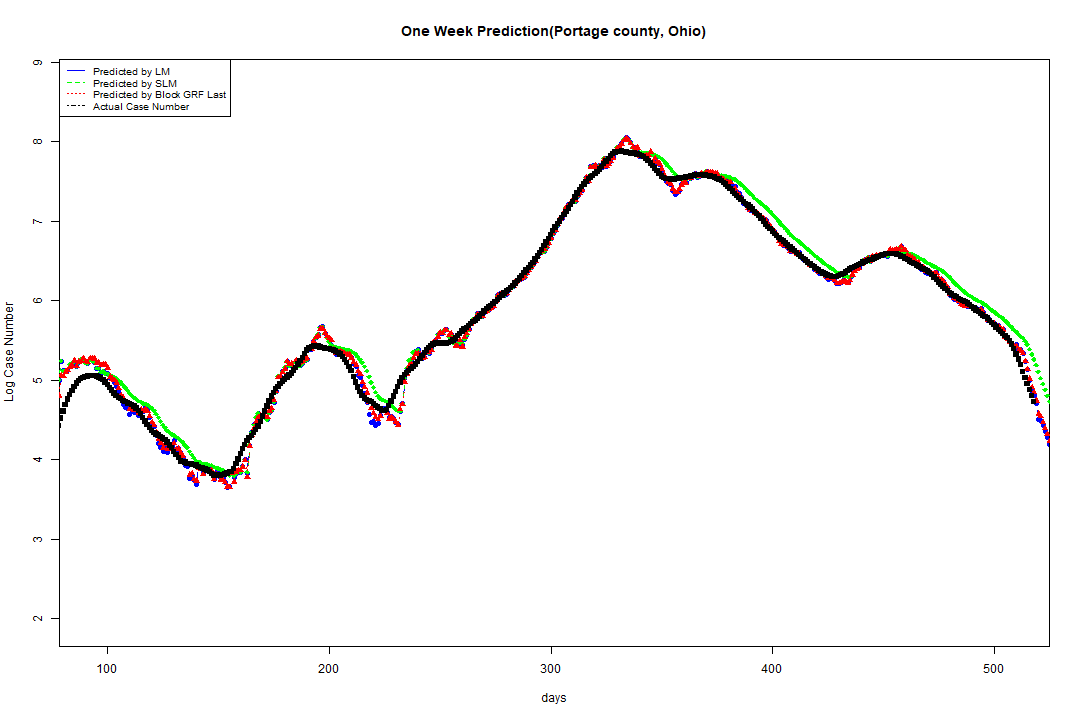 One Week Prediction(Portage county, Ohio)
Predicted by LM
Predicted by SLM
Predicted by Block GRF Last
Actual Case Number
Log Case Number
9
8
7
6
5
4
3
2
100 200 300 400 500
days